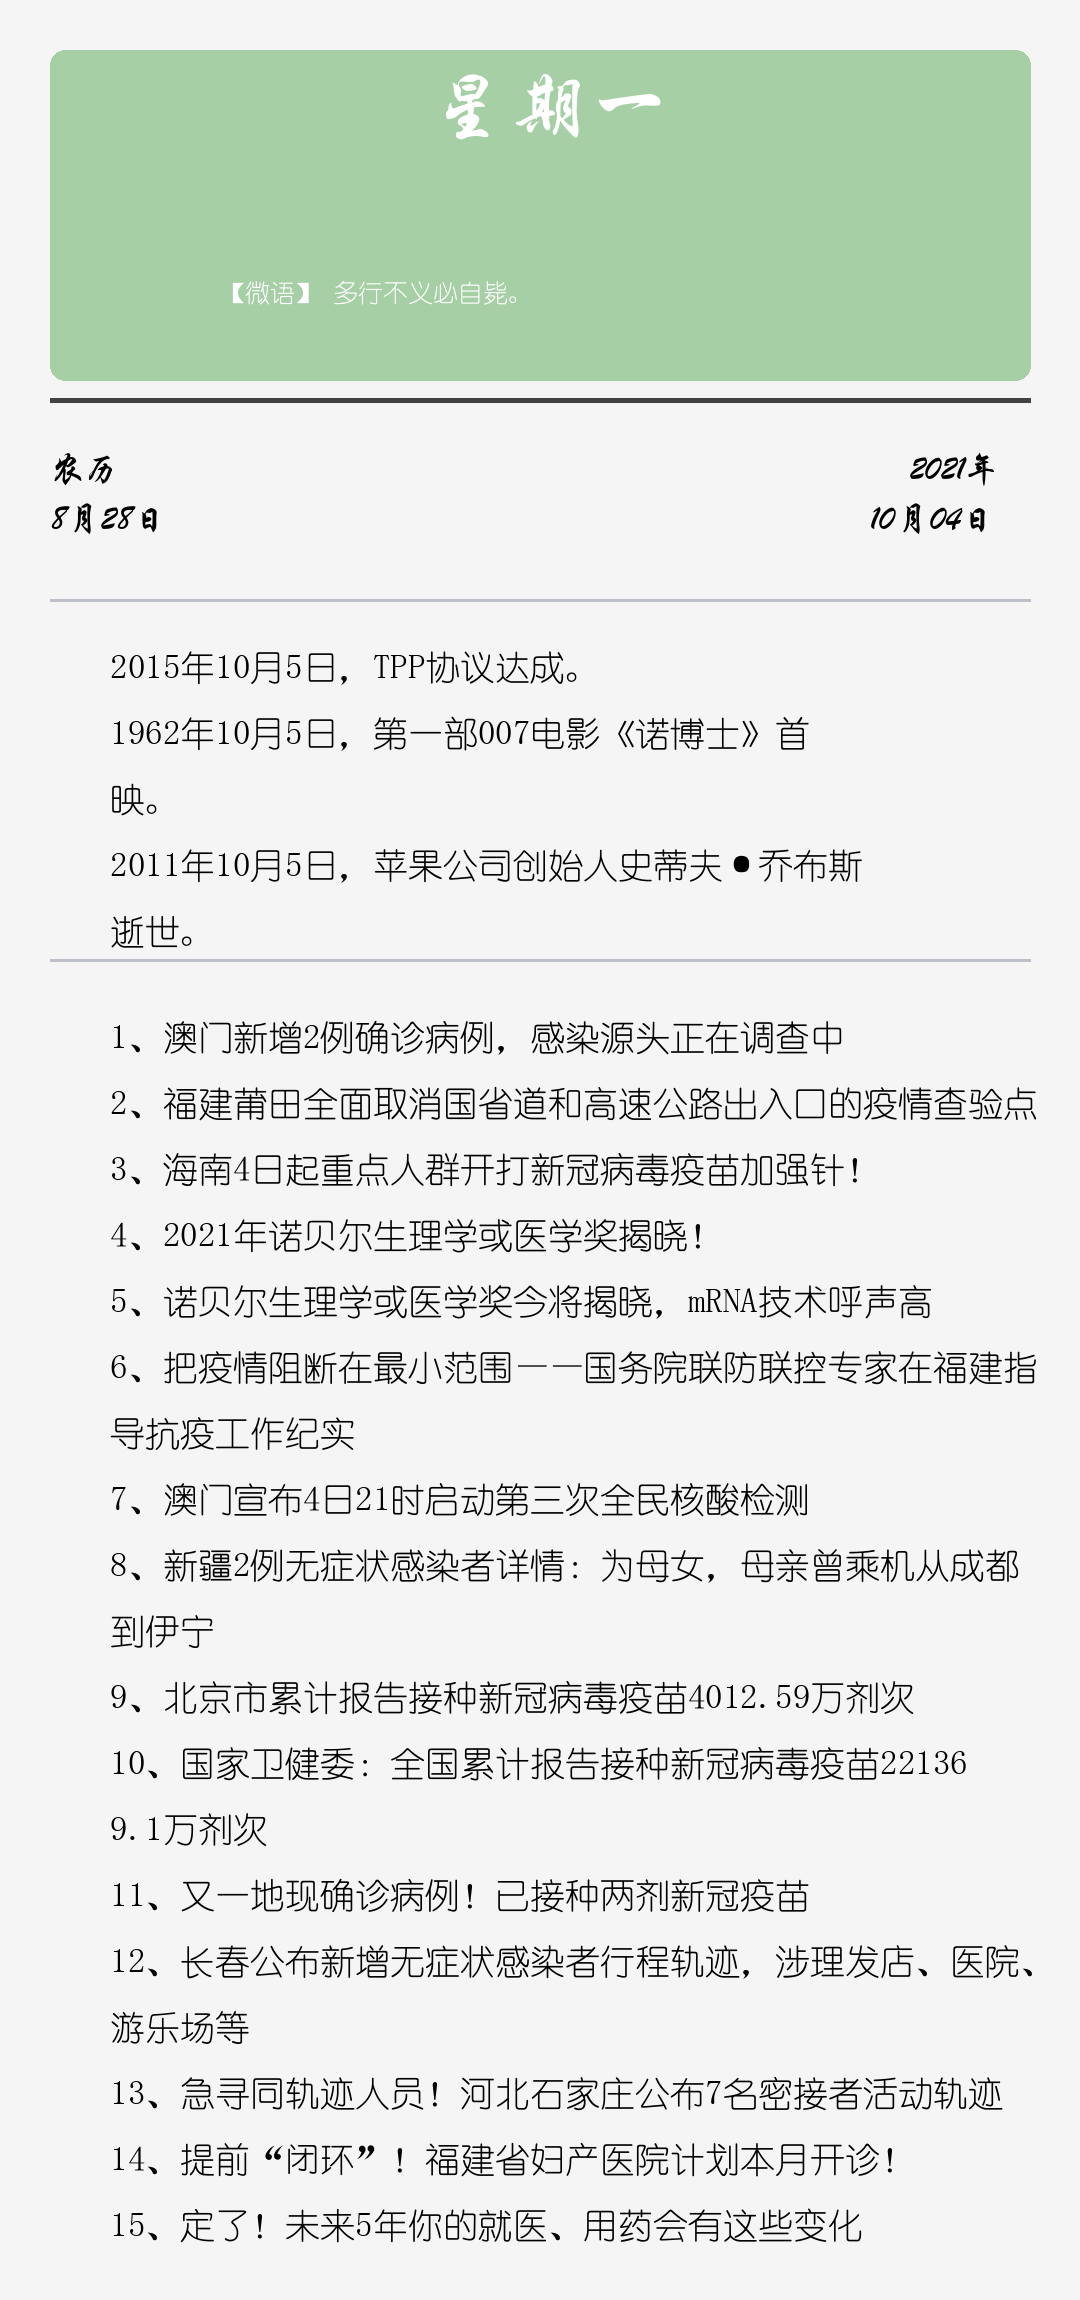 星期一
【微语】 多行不义必自毙。
农历
2021年
8月28日
10月04日
2015年10月5日，TPP协议达成。
1962年10月5日，第一部007电影《诺博士》首
映。
2011年10月5日，苹果公司创始人史蒂夫•乔布斯
逝世。
1、澳门新增2例确诊病例，感染源头正在调查中
2、福建莆田全面取消国省道和高速公路出入口的疫情查验点
3、海南4日起重点人群开打新冠病毒疫苗加强针！
4、2021年诺贝尔生理学或医学奖揭晓！
5、诺贝尔生理学或医学奖今将揭晓，mRNA技术呼声高
6、把疫情阻断在最小范围——国务院联防联控专家在福建指
导抗疫工作纪实
7、澳门宣布4日21时启动第三次全民核酸检测
8、新疆2例无症状感染者详情：为母女，母亲曾乘机从成都
到伊宁
9、北京市累计报告接种新冠病毒疫苗4012.59万剂次
10、国家卫健委：全国累计报告接种新冠病毒疫苗22136
9.1万剂次
11、又一地现确诊病例！已接种两剂新冠疫苗
12、长春公布新增无症状感染者行程轨迹，涉理发店、医院、
游乐场等
13、急寻同轨迹人员！河北石家庄公布7名密接者活动轨迹
14、提前“闭环”！福建省妇产医院计划本月开诊！
15、定了！未来5年你的就医、用药会有这些变化